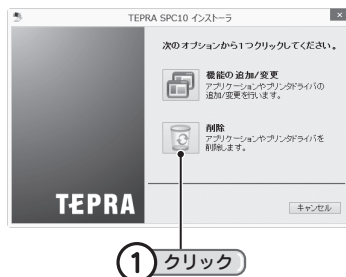 TEPRA SPC10 インストーラ
次のオプションから1つクリックしてください。
機能の追加/変更
アプリケーションやプリンタドライバの
追加/変更を行います。
削除
アプリケーションやプリンタドライバを
削除します。
TEPRA
キャンセル
① クリック